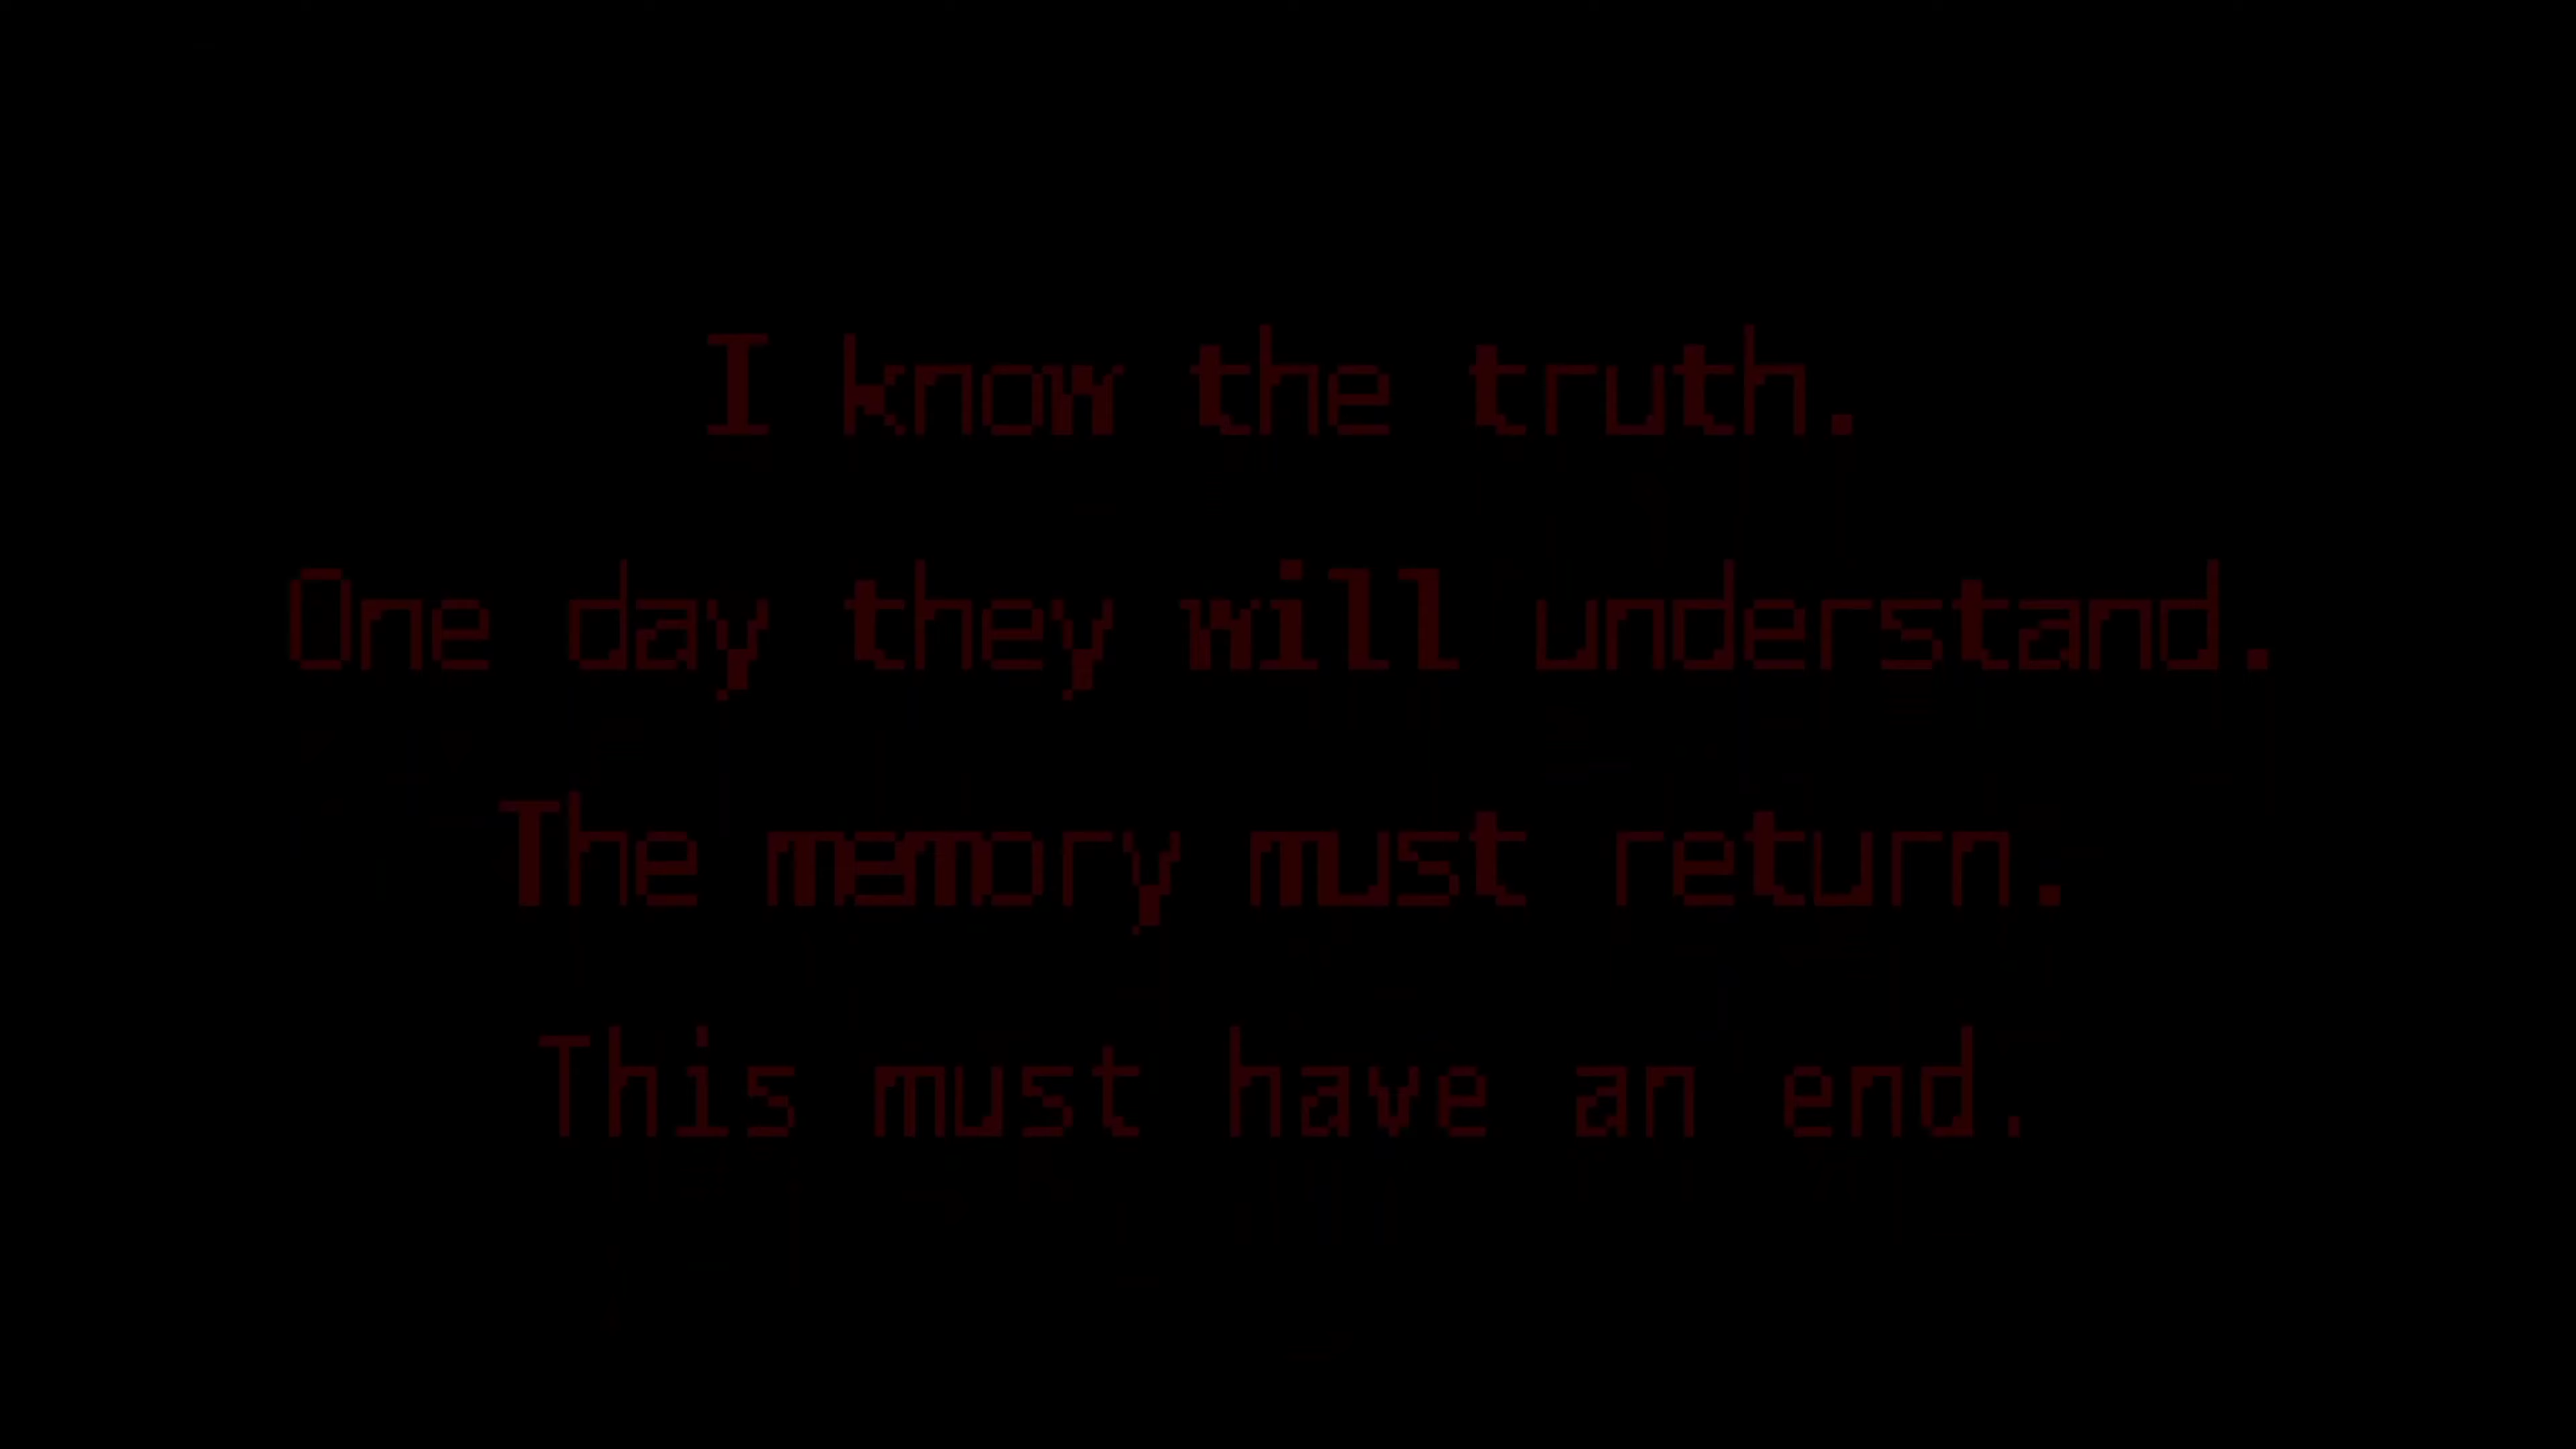 I know the truth.
One day they will understand.
The memory must return.
This must have an end.